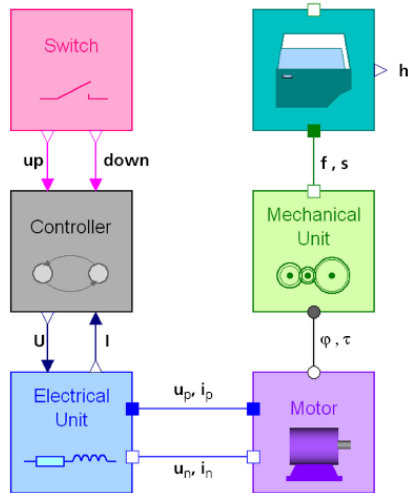 Switch
h
up
down
f , s
Controller
Mechanical
Unit
U
I
φ , τ
Electrical
Unit
up, ip
Motor
un, in